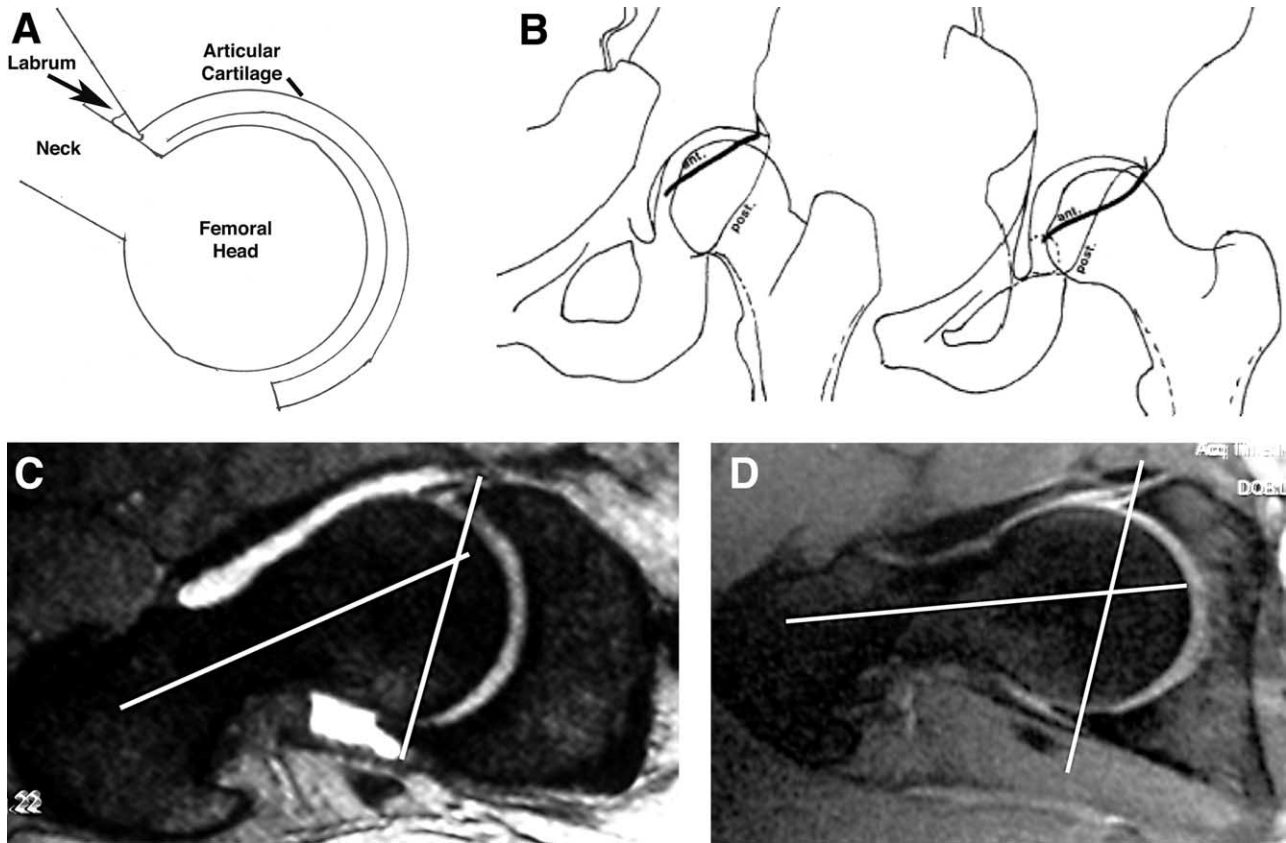 A
Labrum
Articular
Cartilage
Neck
Femoral
Head
B
ant.
post.
ant.
post.
C
22
D